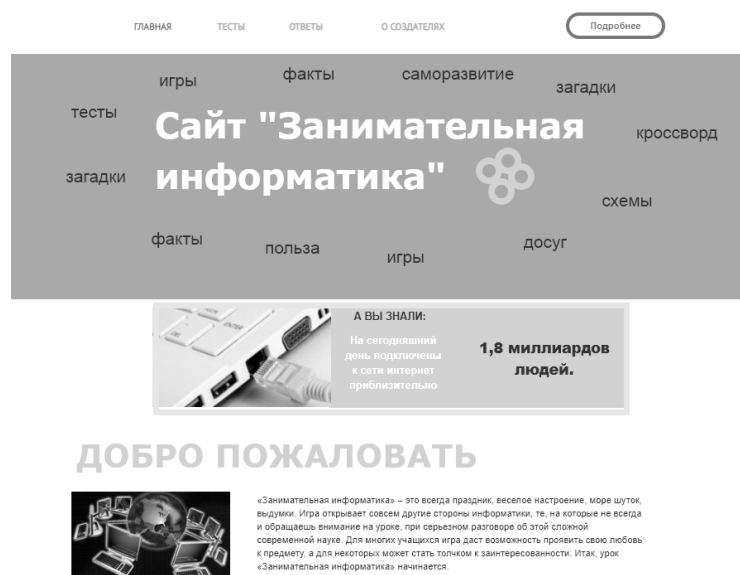 ГЛАВНАЯ ТЕСТЫ ОТВЕТЫ О СОЗДАТЕЛЯХ Подробнее
игры факты саморазвитие загадки
тесты
Сайт "Занимательная
кроссворд
загадки
информатика"
схемы
факты польза игры досуг
А ВЫ ЗНАЛИ:
На сегодняшний
день подключены
к сети интернет
приблизительно
1,8 миллиардов
людей.
ДОБРО ПОЖАЛОВАТЬ
«Занимательная информатика» – это всегда праздник, веселое настроение, море шуток,
выдумки. Игра открывает совсем другие стороны информатики, те, на которые не всегда
и обращаешь внимание на уроке, при серьезном разговоре об этой сложной
современной науке. Для многих учащихся игра даст возможность проявить свою любовь
к предмету, а для некоторых может стать толчком к заинтересованности. Итак, урок
«Занимательная информатика» начинается.